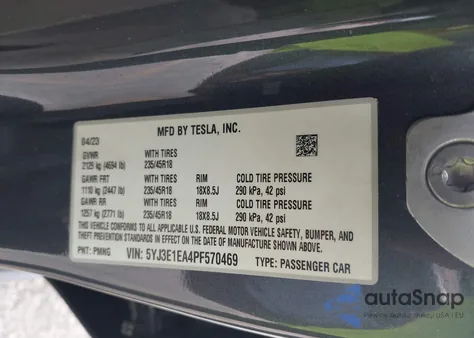 MFD BY TESLA, INC.
04/23
GVWR WITH TIRES
2129 kg (4694 lb) 235/45R18
GAWR FRT WITH TIRES RIM COLD TIRE PRESSURE
1110 kg (2447 lb) 235/45R18 18X8.5J 290 kPa, 42 psi
GAWR RR WITH TIRES RIM COLD TIRE PRESSURE
1257 kg (2771 lb) 235/45R18 18X8.5J 290 kPa, 42 psi
THIS VEHICLE CONFORMS TO ALL APPLICABLE U.S. FEDERAL MOTOR VEHICLE SAFETY, BUMPER, AND
THEFT PREVENTION STANDARDS IN EFFECT ON THE DATE OF MANUFACTURE SHOWN ABOVE.
PNT: PMNG VIN: 5YJ3E1EA4PF570469 TYPE: PASSENGER CAR
autoSnap
USA | EU